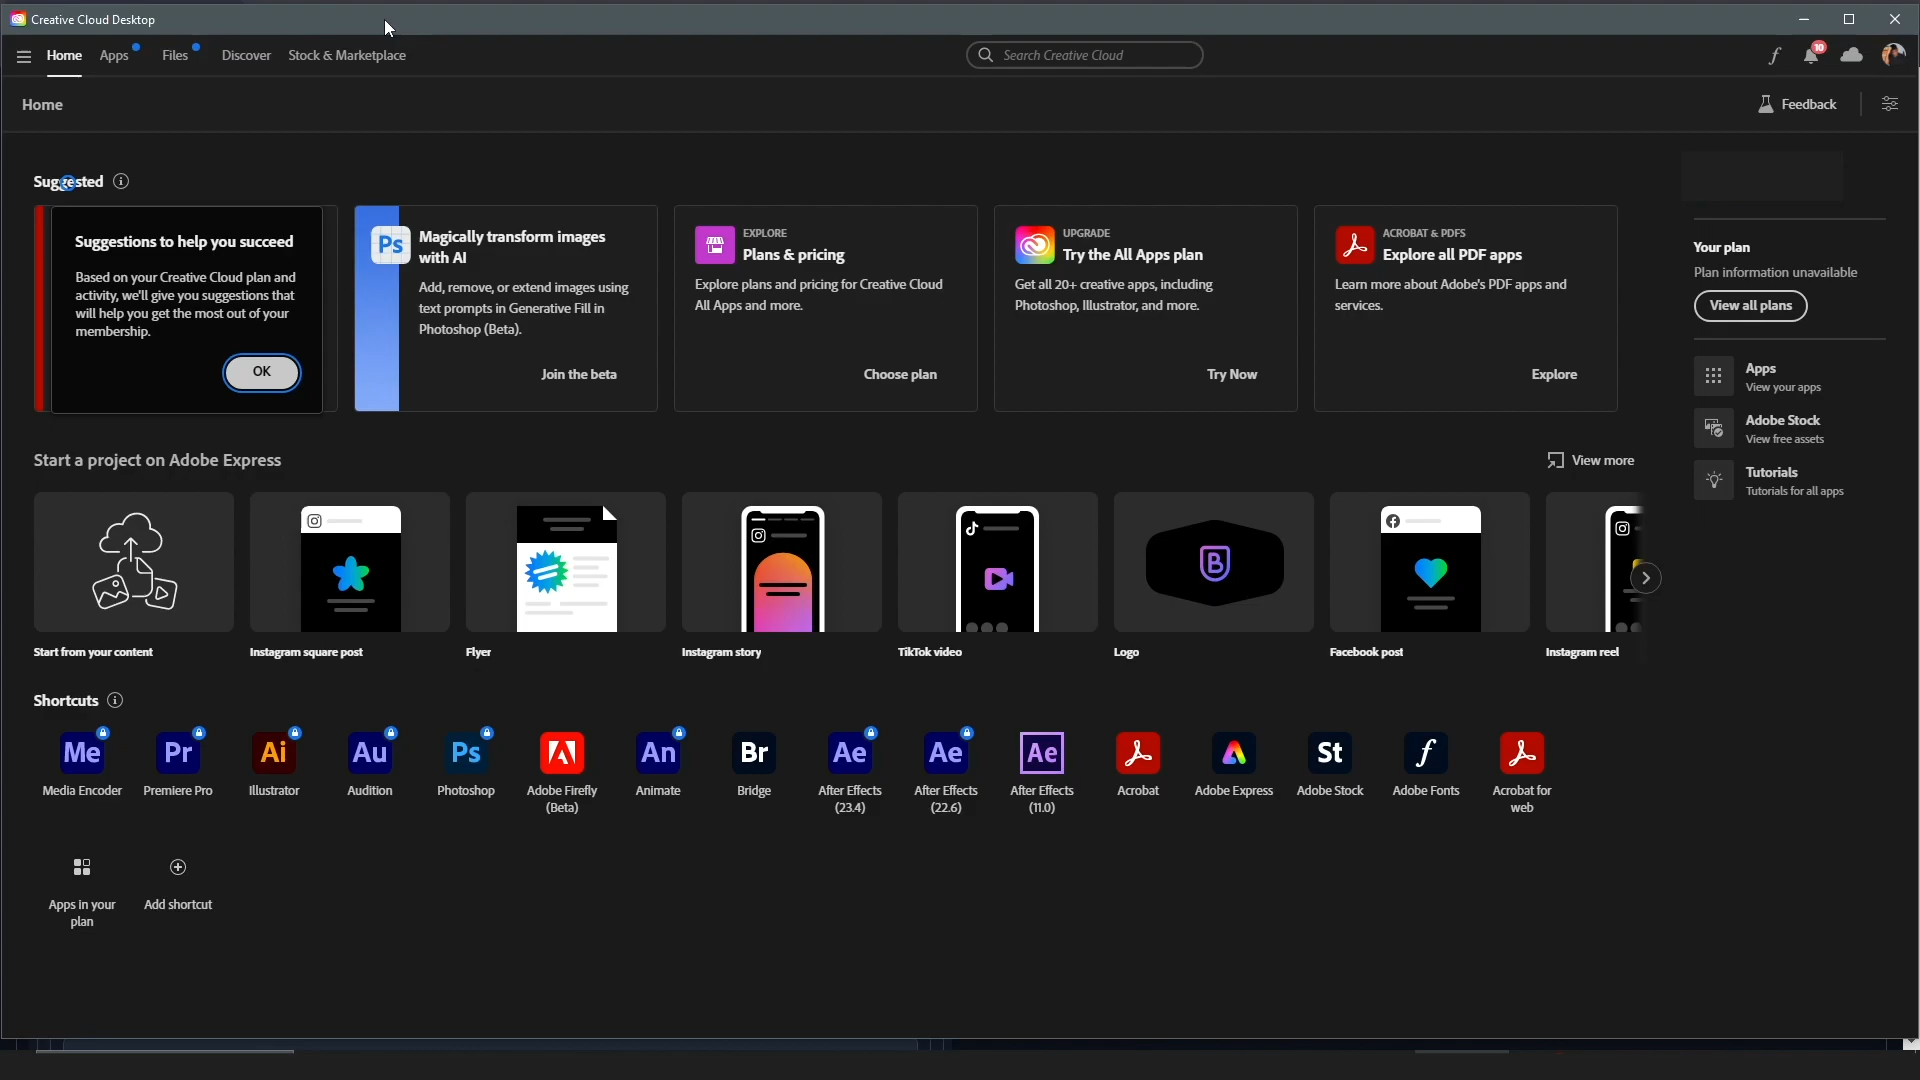 Creative Cloud Desktop
Home
Apps
Files
Discover
Stock & Marketplace
Search Creative Cloud
10
Home
Feedback
Suggested
Suggestions to help you succeed
Based on your Creative Cloud plan and
activity, we'll give you suggestions that
will help you get the most out of your
membership.
OK
Ps
Magically transform images
with AI
Add, remove, or extend images using
text prompts in Generative Fill in
Photoshop (Beta).
Join the beta
EXPLORE
Plans & pricing
Explore plans and pricing for Creative Cloud
All Apps and more.
Choose plan
UPGRADE
Try the All Apps plan
Get all 20+ creative apps, including
Photoshop, Illustrator, and more.
Try Now
ACROBAT & PDFS
Explore all PDF apps
Learn more about Adobe's PDF apps and
services.
Explore
Your plan
Plan information unavailable
View all plans
Apps
View your apps
Adobe Stock
View free assets
Tutorials
Tutorials for all apps
Start a project on Adobe Express
View more
B
Start from your content
Instagram square post
Flyer
Instagram story
TikTok video
Logo
Facebook post
Instagram reel
Shortcuts
Me
Media Encoder
Pr
Premiere Pro
Ai
Illustrator
Au
Audition
Ps
Photoshop
Adobe Firefly
(Beta)
An
Animate
Br
Bridge
Ae
After Effects
(23.4)
Ae
After Effects
(22.6)
Ae
After Effects
(11.0)
Acrobat
Adobe Express
St
Adobe Stock
f
Adobe Fonts
Acrobat for
web
Apps in your
plan
Add shortcut